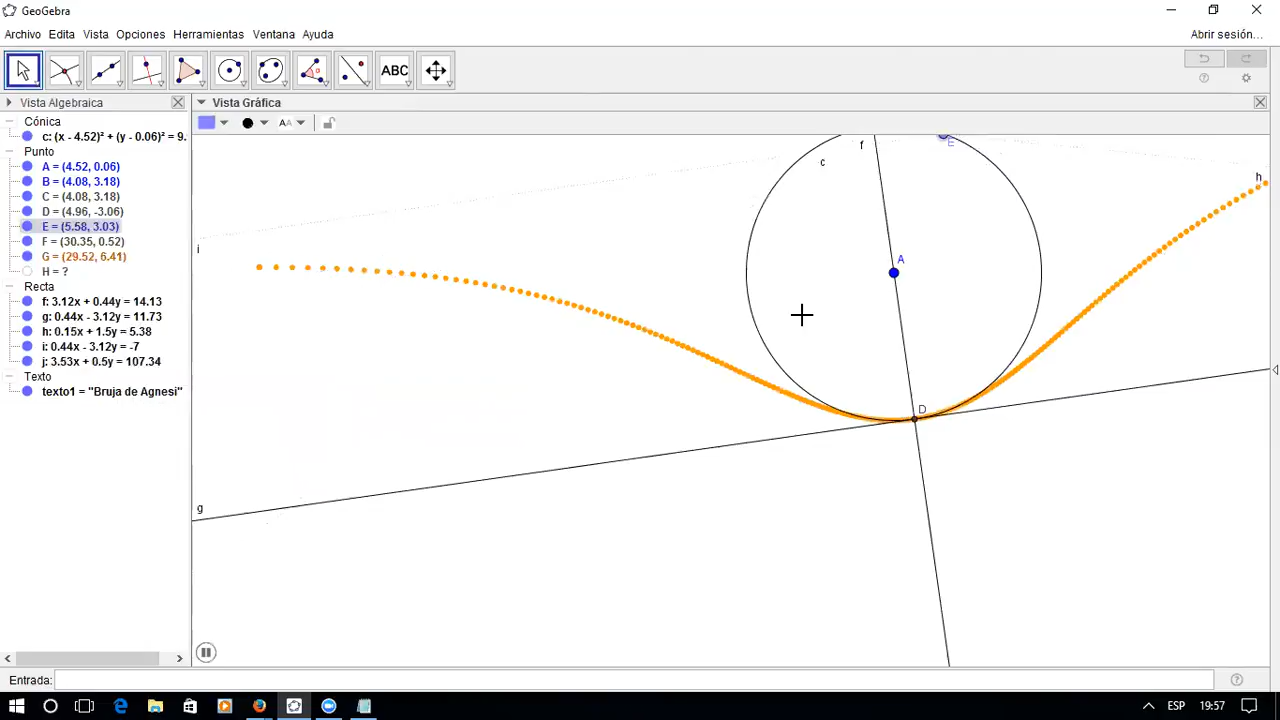 GeoGebra
Archivo Edita Vista Opciones Herramientas Ventana Ayuda Abrir sesión...
ABC
Vista Algebraica
Vista Gráfica
AA
Cónica
c: (x - 4.52)² + (y - 0.06)² = 9.
Punto
A = (4.52, 0.06)
B = (4.08, 3.18)
C = (4.08, 3.18)
D = (4.96, -3.06)
E = (5.58, 3.03)
F = (30.35, 0.52)
G = (29.52, 6.41)
H = ?
Recta
f: 3.12x + 0.44y = 14.13
g: 0.44x - 3.12y = 11.73
h: 0.15x + 1.5y = 5.38
i: 0.44x - 3.12y = -7
j: 3.53x + 0.5y = 107.34
Texto
texto1 = "Bruja de Agnesi"
f
E
c
h
i
A
D
g
Entrada:
ESP 19:57